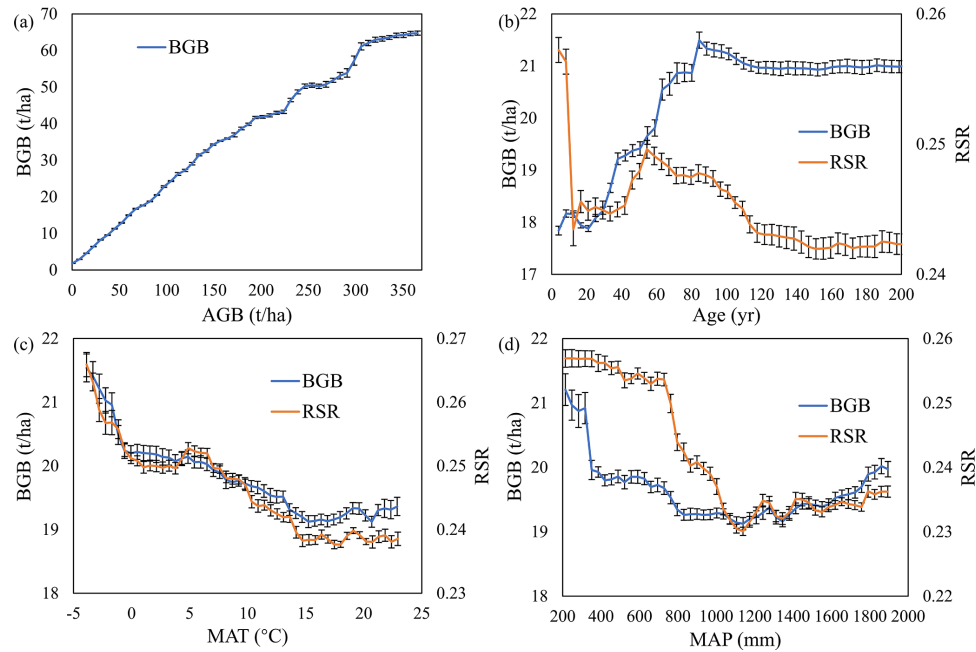 (a)
70
60
50
40
30
20
10
0
BGB (t/ha)
BGB
0 50 100 150 200 250 300 350
AGB (t/ha)
(b)
22
21
20
19
18
17
BGB (t/ha)
BGB
RSR
0.26
0.25
0.24
RSR
0 20 40 60 80 100 120 140 160 180 200
Age (yr)
(c)
22
21
20
19
18
BGB (t/ha)
BGB
RSR
0.27
0.26
0.25
0.24
0.23
RSR
-5 0 5 10 15 20 25
MAT (°C)
(d)
22
21
20
19
18
BGB (t/ha)
BGB
RSR
0.26
0.25
0.24
0.23
0.22
RSR
200 400 600 800 1000 1200 1400 1600 1800 2000
MAP (mm)